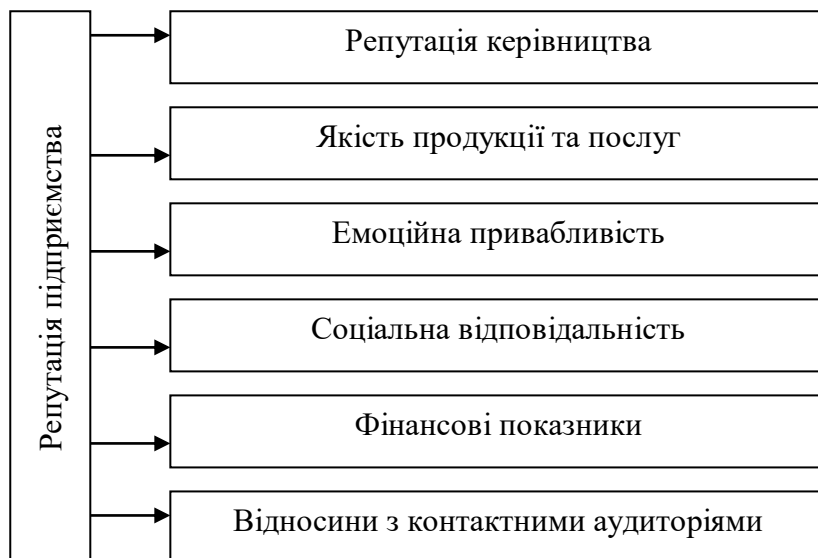 Репутація підприємства
Репутація керівництва
Якість продукції та послуг
Емоційна привабливість
Соціальна відповідальність
Фінансові показники
Відносини з контактними аудиторіями